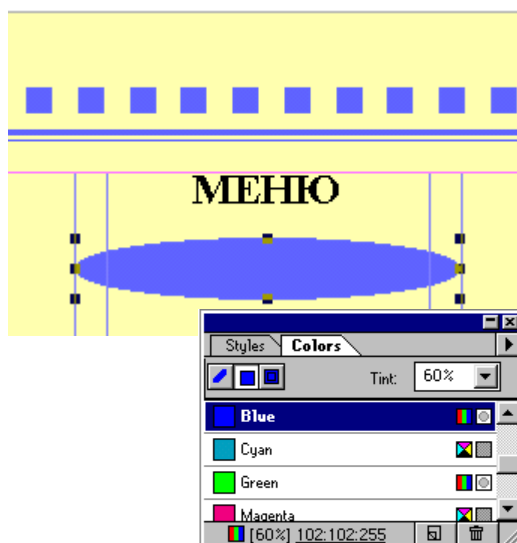 МЕНЮ
Styles Colors
Tint: 60%
Blue
Cyan
Green
Magenta
[60%] 102:102:255